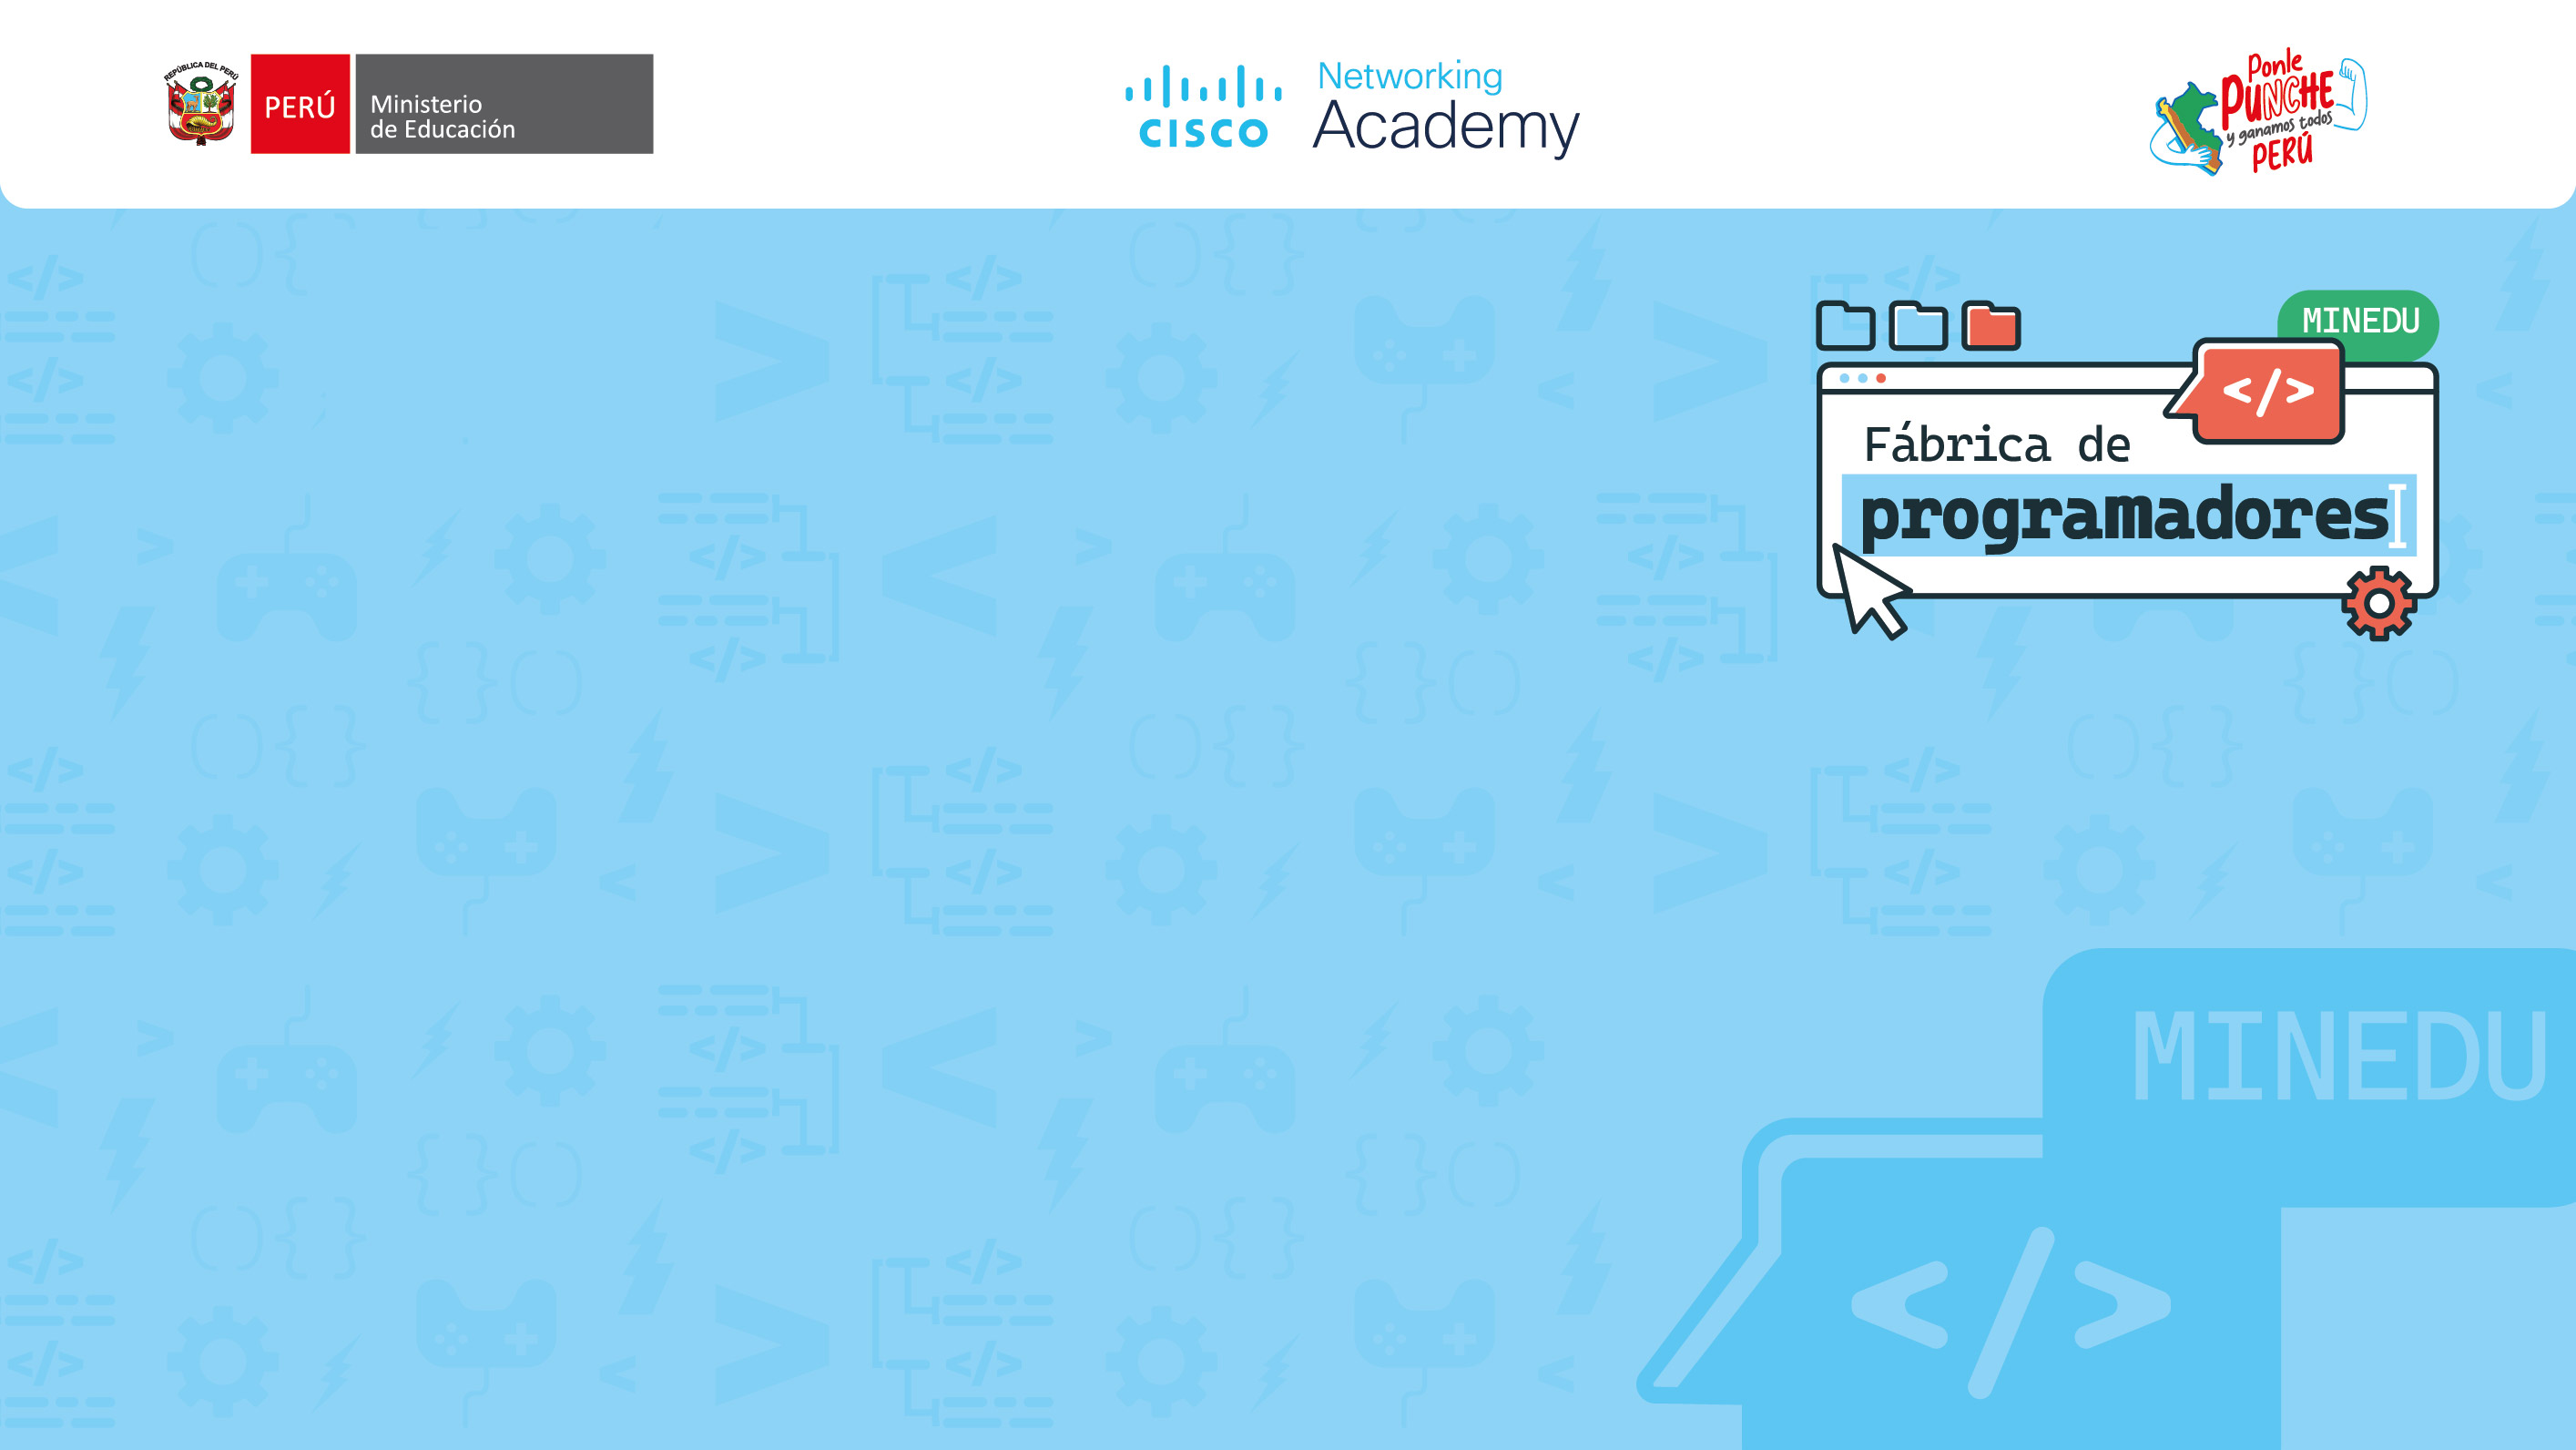 REPÚBLICA DEL PERÚ
PERÚ
Ministerio
de Educación
CISCO
Networking
Academy
Ponle
PUNCHE
y ganamos todos
PERÚ
MINEDU
</>
Fábrica de
programadores
MINEDU
</>